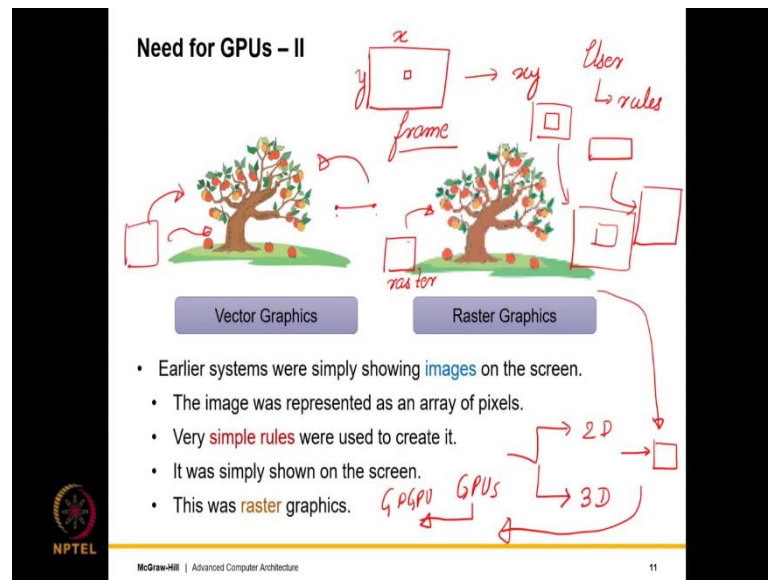 Need for GPUs – II
x
y
frame
xy
User
rules
raster
Vector Graphics
Raster Graphics
• Earlier systems were simply showing images on the screen.
• The image was represented as an array of pixels.
• Very simple rules were used to create it.
• It was simply shown on the screen.
• This was raster graphics.
2D
3D
GPGPU
GPUs
NPTEL
McGraw-Hill | Advanced Computer Architecture
11